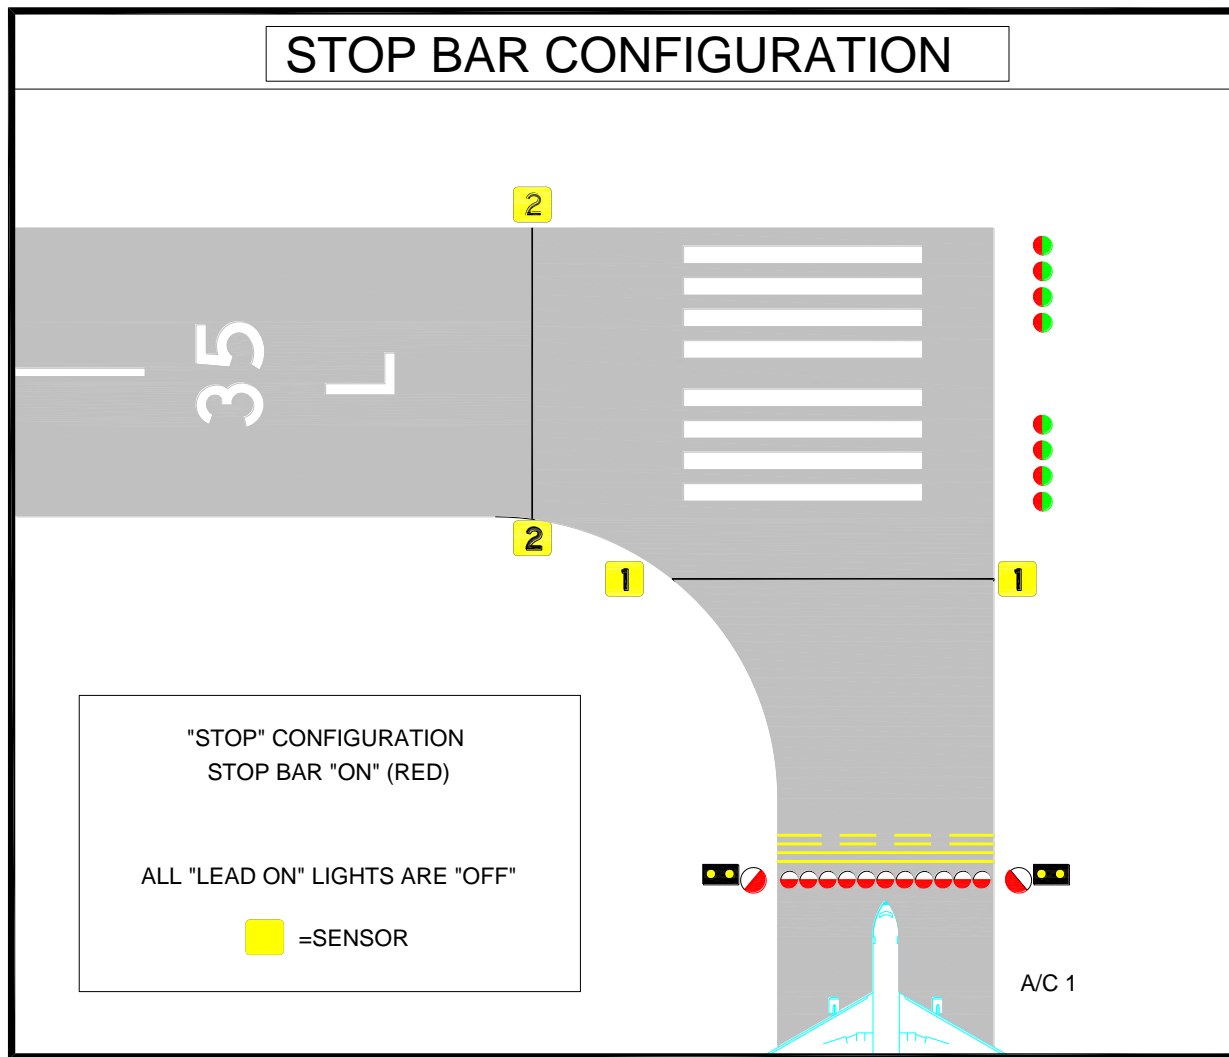 STOP BAR CONFIGURATION
2
35
L
2
1
1
"STOP" CONFIGURATION
STOP BAR "ON" (RED)
ALL "LEAD ON" LIGHTS ARE "OFF"
=SENSOR
A/C 1